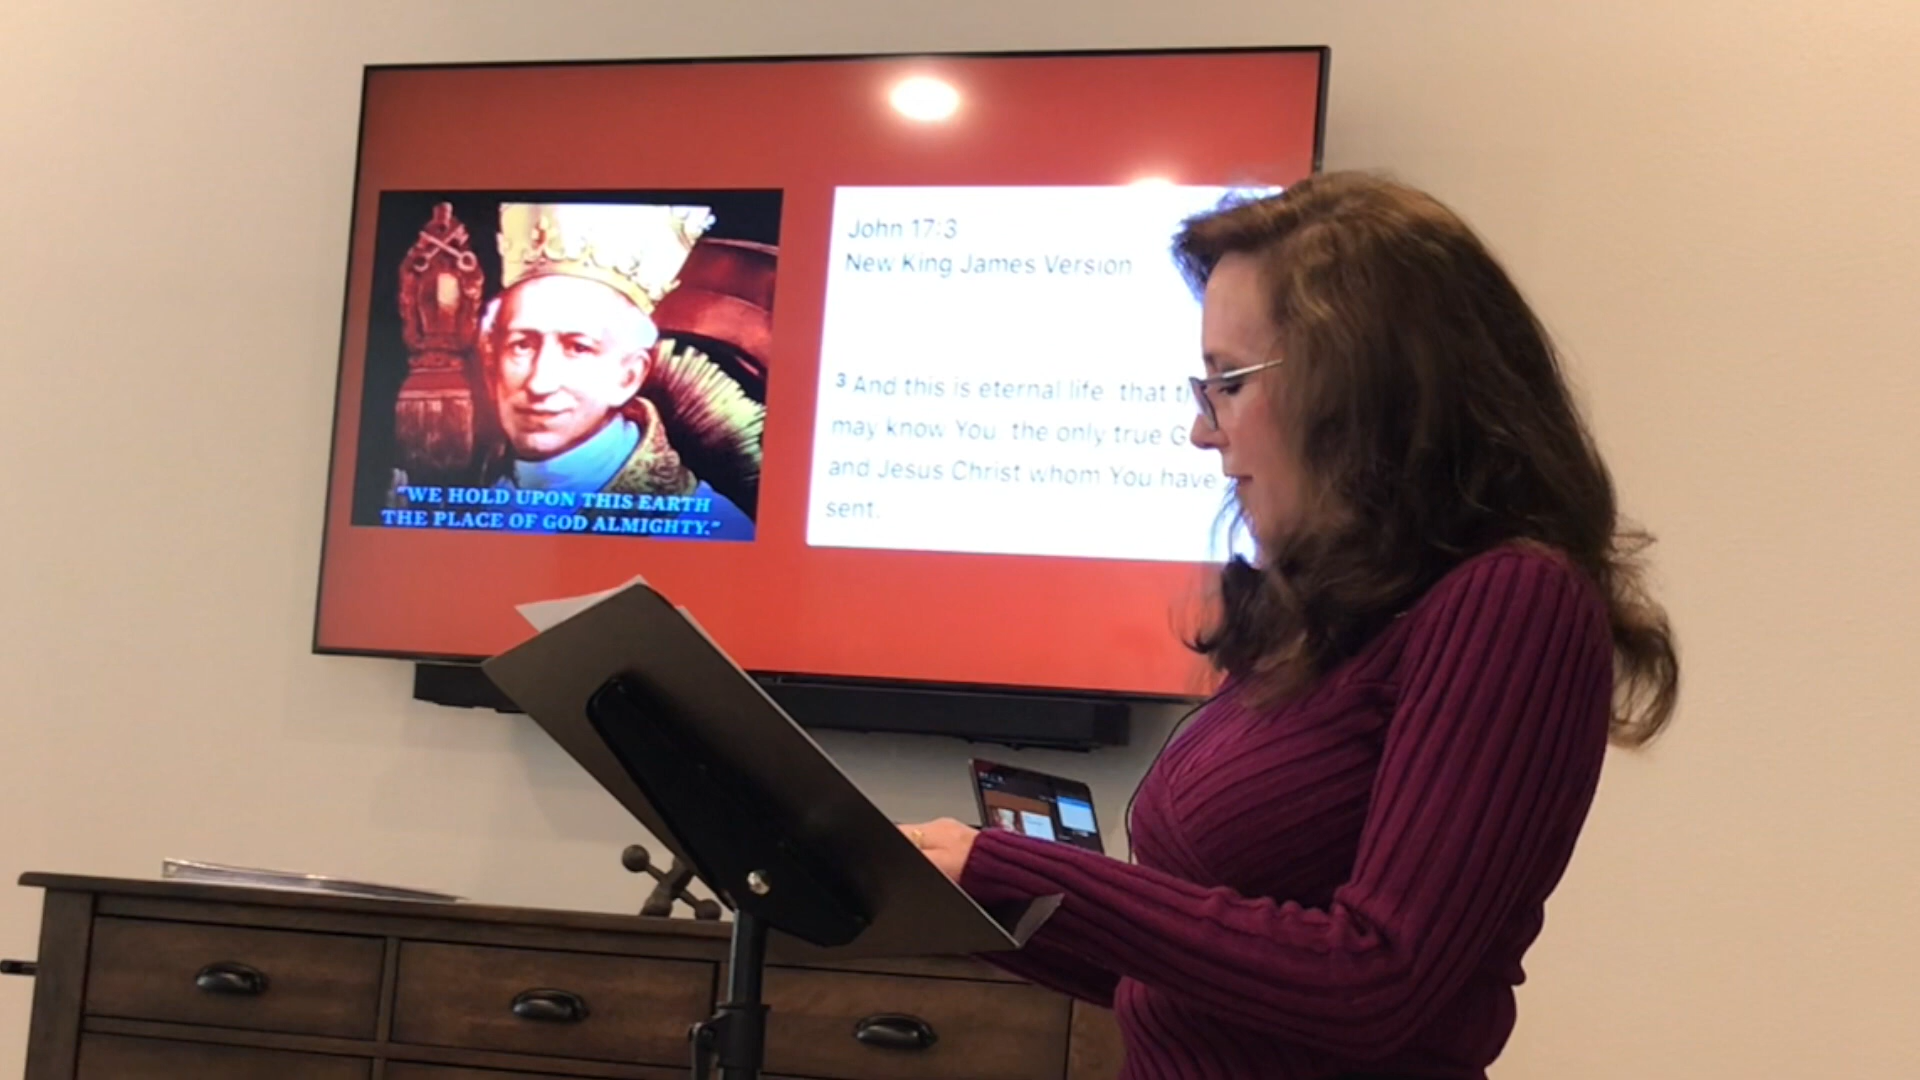 "WE HOLD UPON THIS EARTH
THE PLACE OF GOD ALMIGHTY."
John 17:3
New King James Version
3 And this is eternal life that
may know You the only true
and Jesus Christ whom You have
sent.